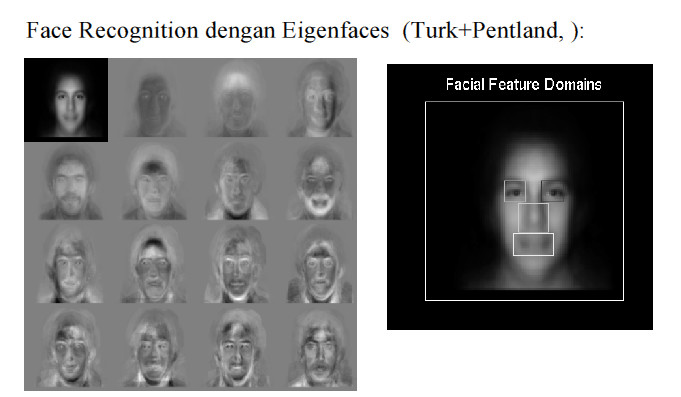 Face Recognition dengan Eigenfaces (Turk+Pentland, ):
Facial Feature Domains